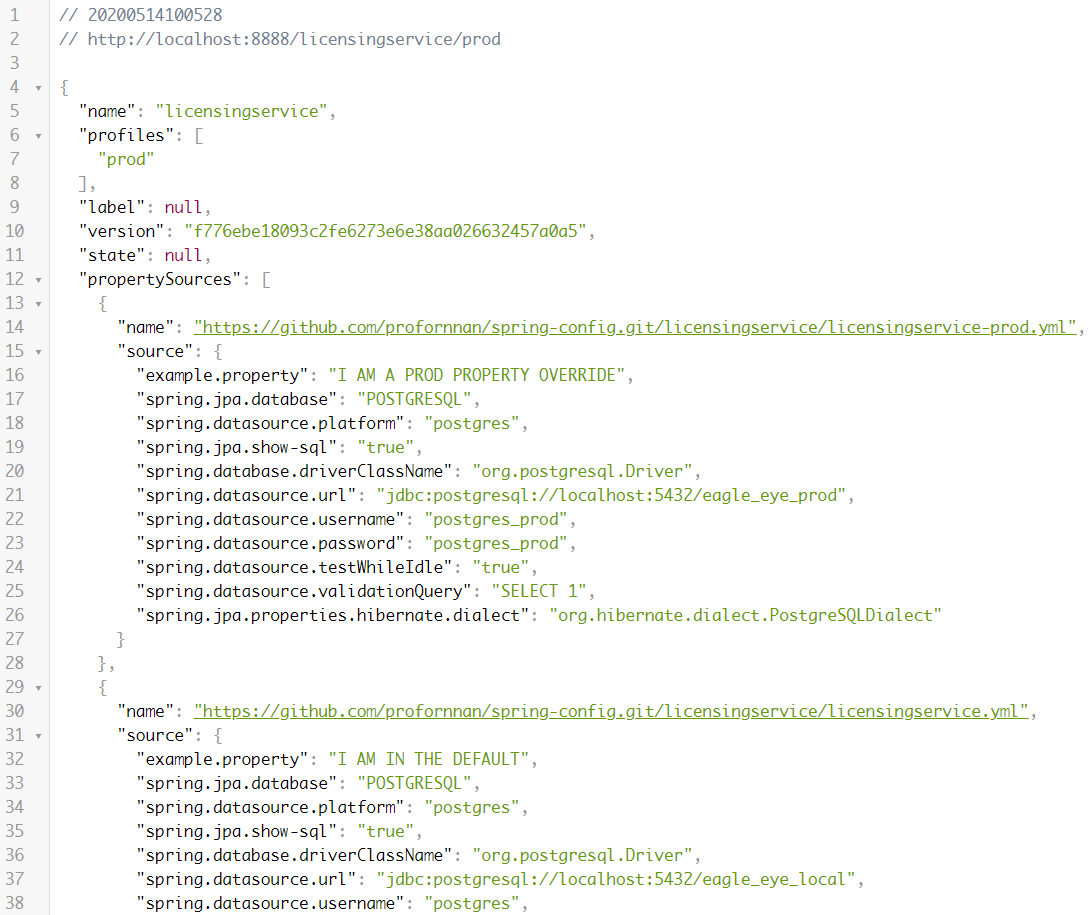 1 // 20200514100528
2 // http://localhost:8888/licensingservice/prod
3
4 {
5 "name": "licensingservice",
6 "profiles": [
7 "prod"
8 ],
9 "label": null,
10 "version": "f776ebe18093c2fe6273e6e38aa026632457a0a5",
11 "state": null,
12 "propertySources": [
13 {
14 "name": "https://github.com/profornnan/spring-config.git/licensingservice/licensingservice-prod.yml",
15 "source": {
16 "example.property": "I AM A PROD PROPERTY OVERRIDE",
17 "spring.jpa.database": "POSTGRESQL",
18 "spring.datasource.platform": "postgres",
19 "spring.jpa.show-sql": "true",
20 "spring.database.driverClassName": "org.postgresql.Driver",
21 "spring.datasource.url": "jdbc:postgresql://localhost:5432/eagle_eye_prod",
22 "spring.datasource.username": "postgres_prod",
23 "spring.datasource.password": "postgres_prod",
24 "spring.datasource.testWhileIdle": "true",
25 "spring.datasource.validationQuery": "SELECT 1",
26 "spring.jpa.properties.hibernate.dialect": "org.hibernate.dialect.PostgreSQLDialect"
27 }
28 },
29 {
30 "name": "https://github.com/profornnan/spring-config.git/licensingservice/licensingservice.yml",
31 "source": {
32 "example.property": "I AM IN THE DEFAULT",
33 "spring.jpa.database": "POSTGRESQL",
34 "spring.datasource.platform": "postgres",
35 "spring.jpa.show-sql": "true",
36 "spring.database.driverClassName": "org.postgresql.Driver",
37 "spring.datasource.url": "jdbc:postgresql://localhost:5432/eagle_eye_local",
38 "spring.datasource.username": "postgres",